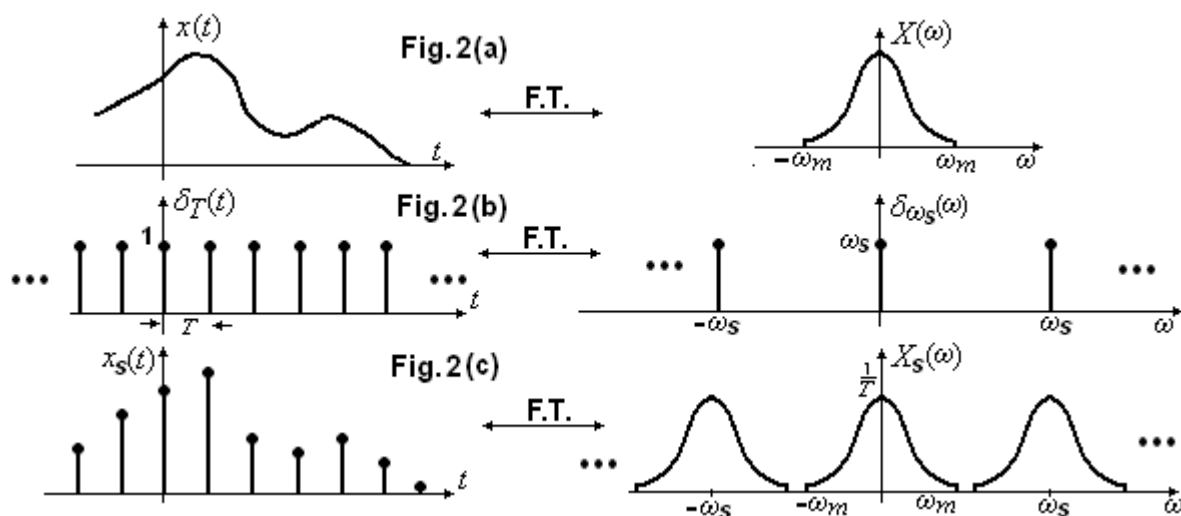 x(t)
Fig. 2(a)
F.T.
t
X(ω)
-ωm
ωm
ω
δT(t)
1
Fig. 2(b)
F.T.
•••
•••
T
t
δωs(ω)
ωs
•••
•••
-ωs
ωs
ω
xs(t)
Fig. 2(c)
F.T.
t
Xs(ω)
1/T
•••
•••
-ωs
-ωm
ωm
ωs
ω